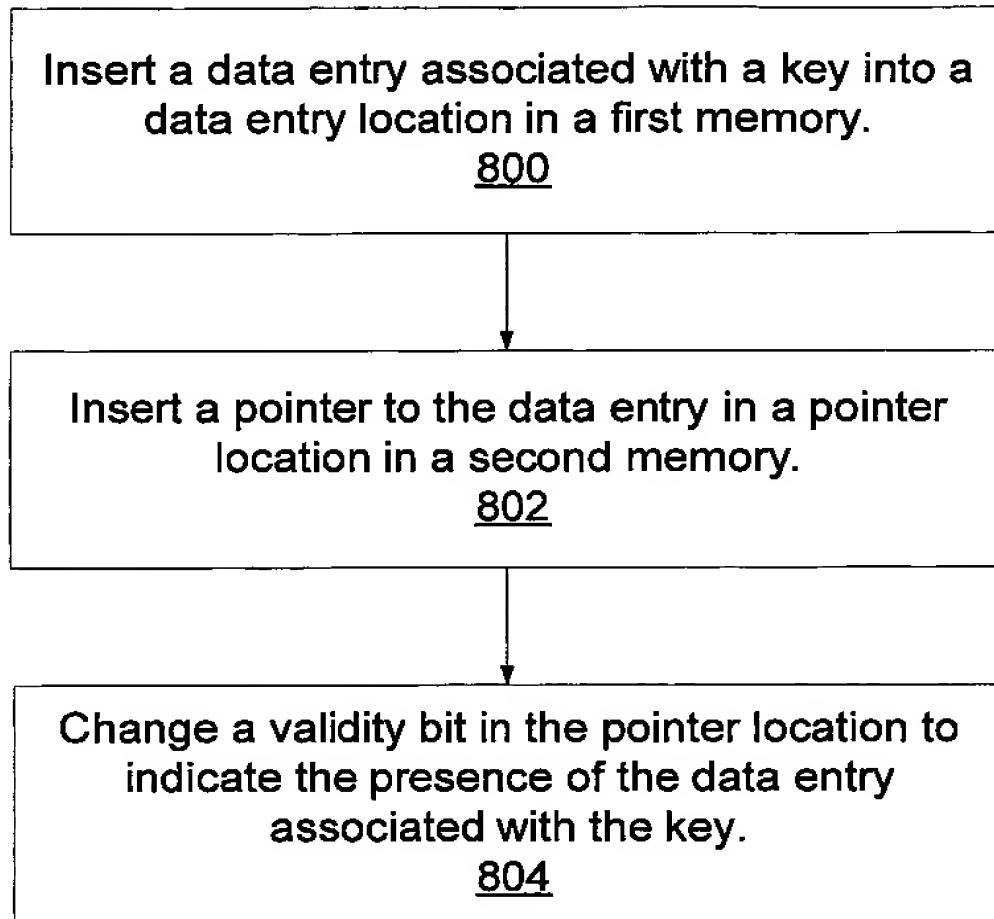 Insert a data entry associated with a key into a
data entry location in a first memory.
800
Insert a pointer to the data entry in a pointer
location in a second memory.
802
Change a validity bit in the pointer location to
indicate the presence of the data entry
associated with the key.
804